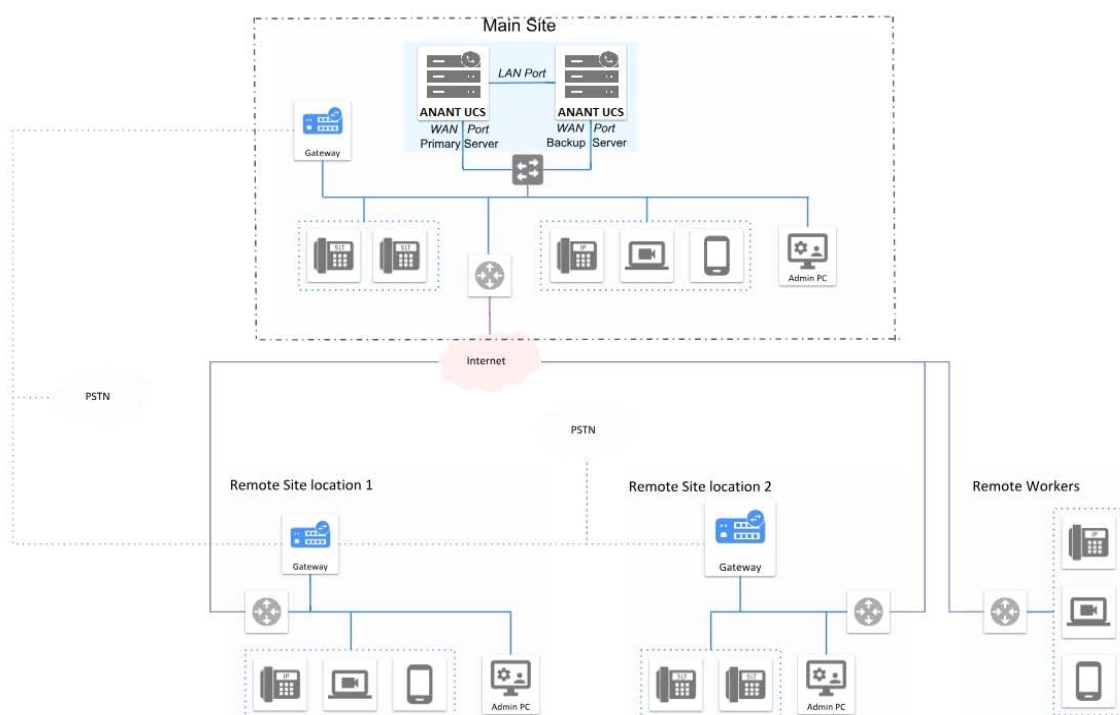 Main Site
LAN Port
ANANT UCS
ANANT UCS
WAN Port
Primary Server
WAN Port
Backup Server
Gateway
SLT
SLT
IP
Admin PC
Internet
PSTN
PSTN
Remote Site location 1
Remote Site location 2
Remote Workers
Gateway
Gateway
IP
IP
Admin PC
SLT
SLT
Admin PC